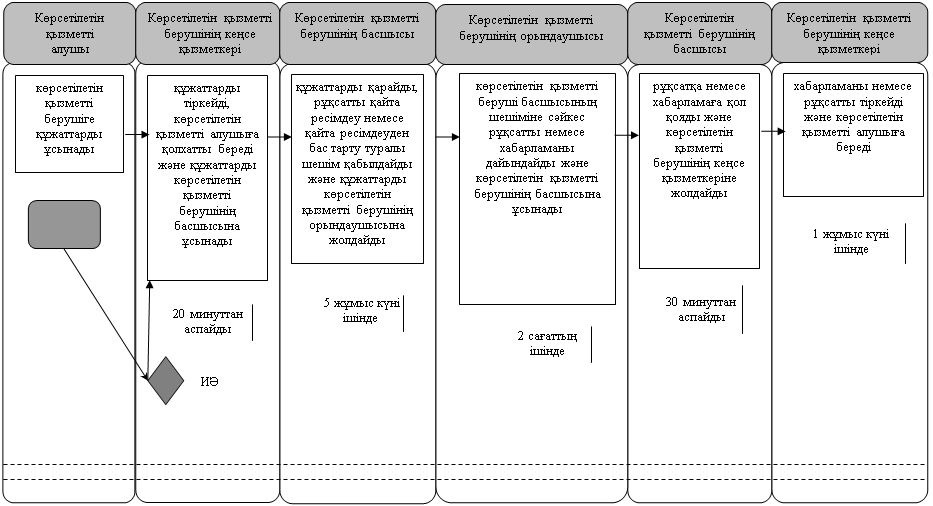 Көрсетілетін
қызметті
алушы
Көрсетілетін қызметті
берушінің кеңсе
қызметкері
Көрсетілетін қызметті
берушінің басшысы
Көрсетілетін қызметті
берушінің орындаушысы
Көрсетілетін
қызметті берушінің
басшысы
Көрсетілетін қызметті
берушінің кеңсе
қызметкері
көрсетілетін
қызметті
берушіге
құжаттарды
ұсынады
құжаттарды
тіркейді,
көрсетілетін
қызметті алушыға
қолхатты береді
және құжаттарды
көрсетілетін
қызметті
берушінің
басшысына
ұсынады
құжаттарды қарайды,
рұқсатты қайта
ресімдеу немесе
қайта ресімдеуден
бас тарту туралы
шешім қабылдайды
және құжаттарды
көрсетілетін
қызметті берушінің
орындаушысына
жолдайды
көрсетілетін қызметті
беруші басшысының
шешіміне сәйкес
рұқсатты немесе
хабарламаны
дайындайды және
көрсетілетін қызметті
берушінің басшысына
ұсынады
рұқсатқа немесе
хабарламаға қол
қояды және
көрсетілетін
қызметті
берушінің кеңсе
қызметкеріне
жолдайды
хабарламаны немесе
рұқсатты тіркейді
және көрсетілетін
қызметті алушыға
береді
20 минуттан
аспайды
5 жұмыс күні
ішінде
2 сағаттың
ішінде
30 минуттан
аспайды
1 жұмыс күні
ішінде
ИӘ